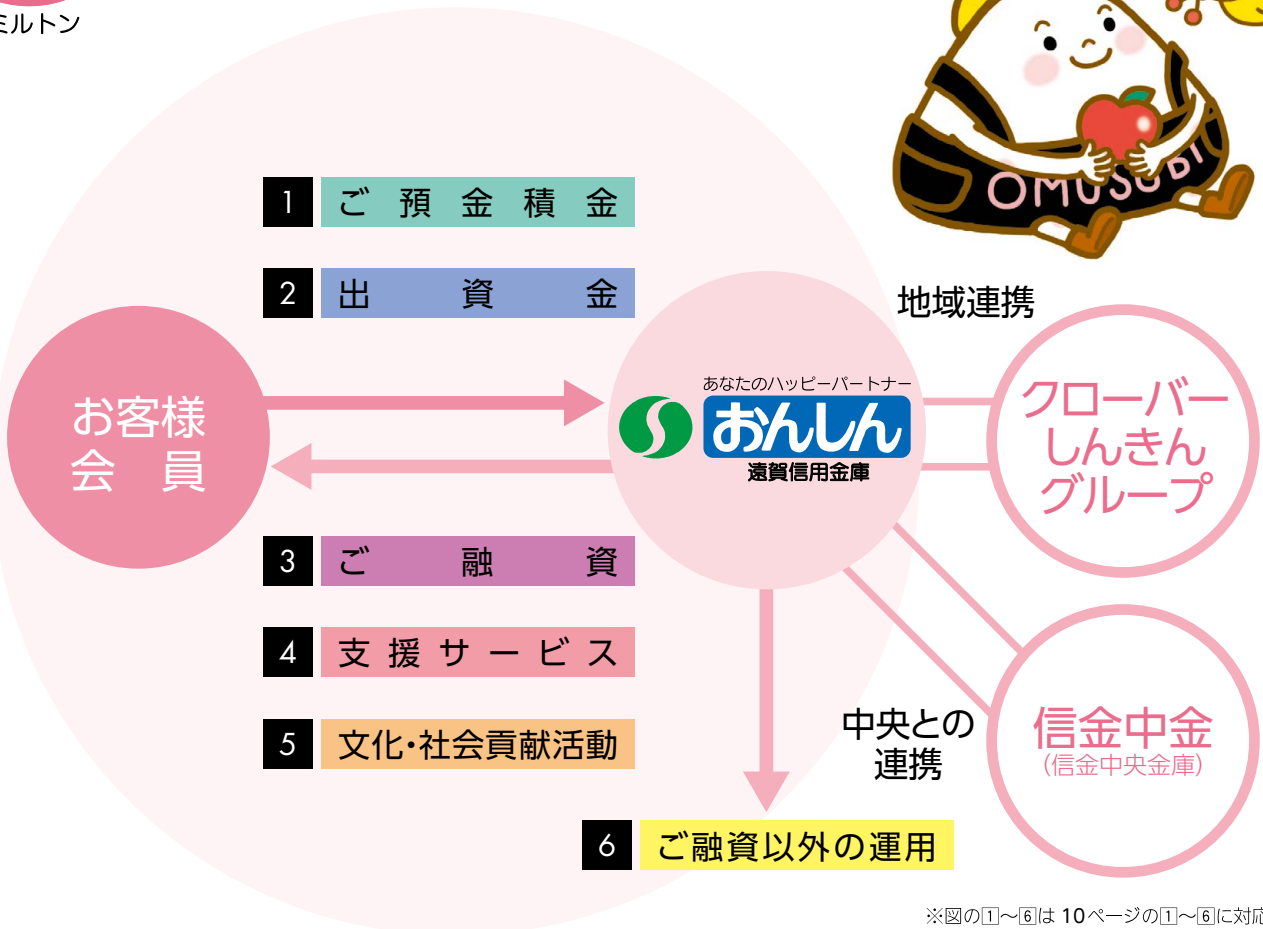 ミルトン
OMUSUBI
1 ご預金積金
2 出資金
地域連携
お客様
会員
あなたのハッピーパートナー
おんしん
遠賀信用金庫
クローバー
しんきん
グループ
3 ご融資
4 支援サービス
5 文化・社会貢献活動
中央との
連携
信金中金
(信金中央金庫)
6 ご融資以外の運用
※図の1～6は 10ページの1～6に対応